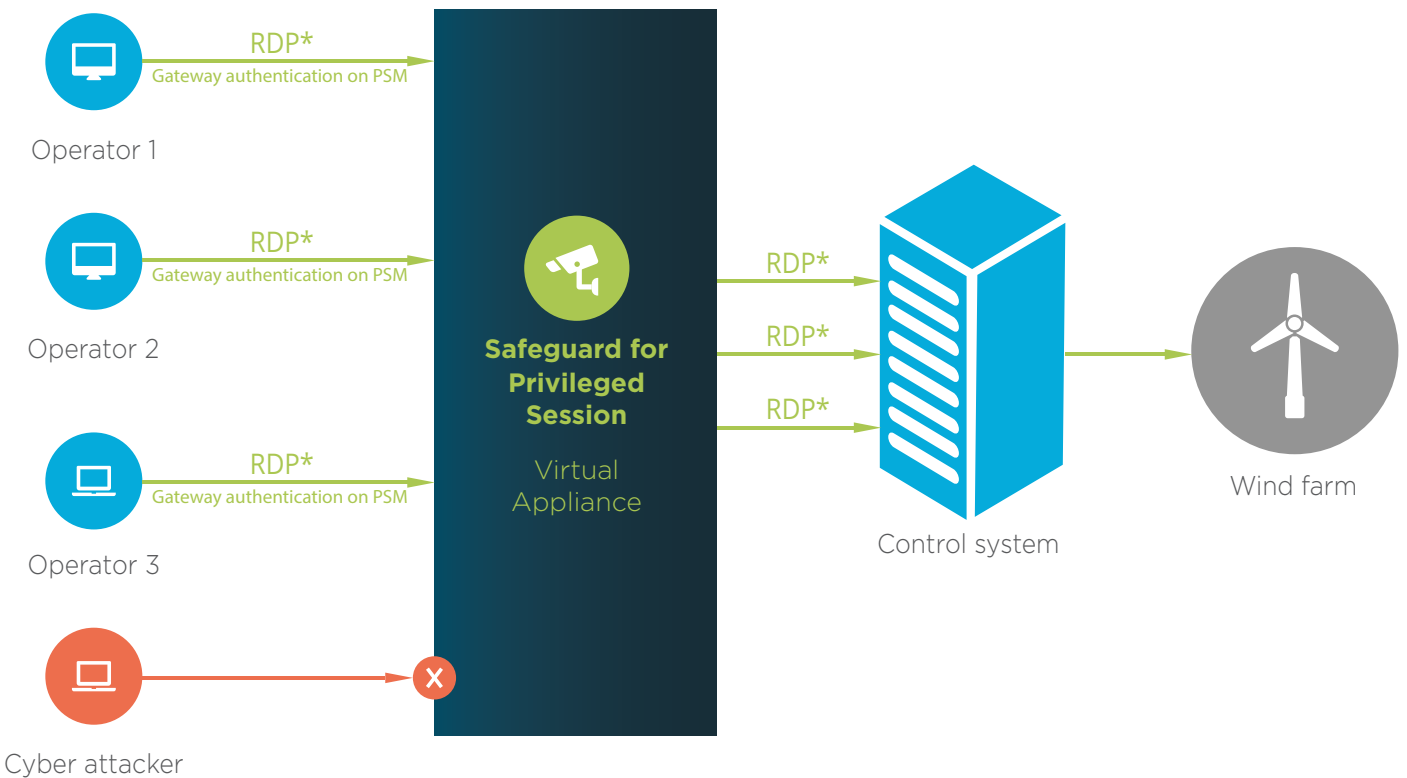 RDP*
Gateway authentication on PSM
Operator 1
RDP*
Gateway authentication on PSM
Operator 2
RDP*
Gateway authentication on PSM
Operator 3
X
Cyber attacker
Safeguard for
Privileged
Session
Virtual
Appliance
RDP*
RDP*
RDP*
Control system
Wind farm